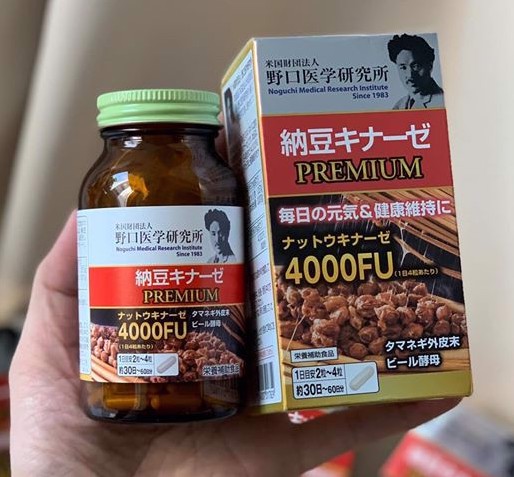 米国財団法人
野口医学研究所
Noguchi Medical Research Institute
Since 1983
納豆キナーゼ
PREMIUM
毎日の元気&健康維持に
ナットウキナーゼ
4000FU
(1日4粒あたり)
タマネギ外皮末
ビール酵母
栄養補助食品
1日目安2粒〜4粒
約30日〜60日分
米国財団法人
野口医学研究所
Noguchi Medical Research Institute
Since 1983
納豆キナーゼ
PREMIUM
ナットウキナーゼ
4000FU
(1日4粒あたり)
タマネギ外皮末
ビール酵母
1日目安2粒〜4粒
約30日〜60日分
栄養補助食品